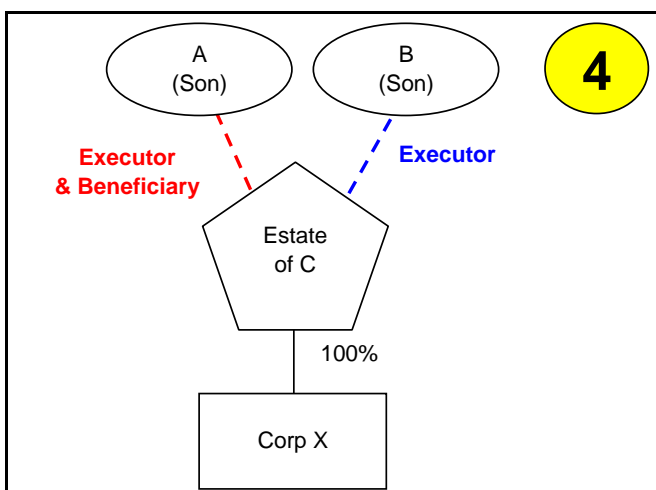 A
(Son)
B
(Son)
4
Executor
& Beneficiary
Executor
Estate
of C
100%
Corp X